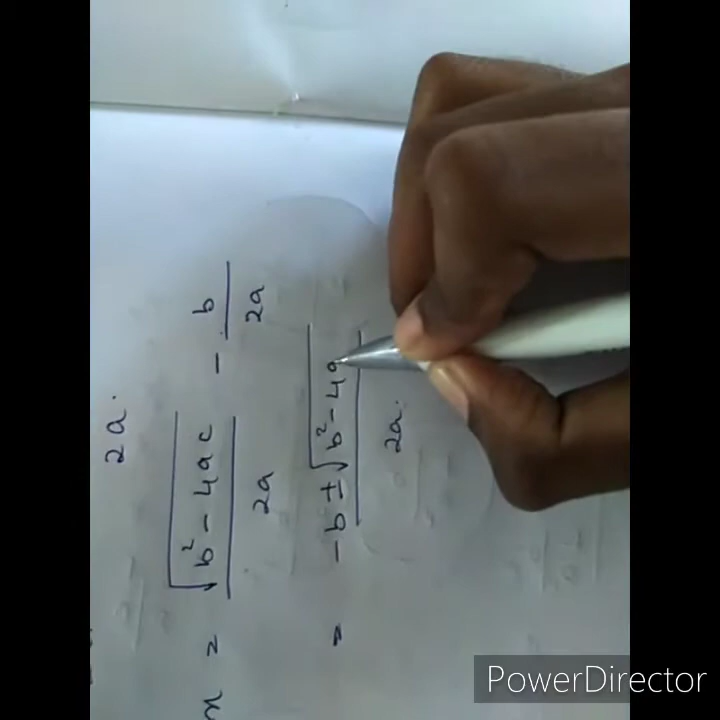 2a.
x = √(b² - 4ac) / 2a - b / 2a
= -b ± √(b² - 4a / 2a.
PowerDirector